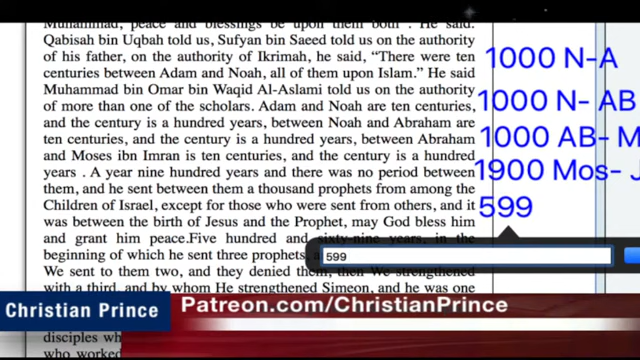 Muhammad, peace and blessings be upon them both . He said.
Qabisah bin Uqbah told us, Sufyan bin Saeed told us on the authority
of his father, on the authority of Ikrimah, he said, “There were ten
centuries between Adam and Noah, all of them upon Islam.” He said
Muhammad bin Omar bin Waqid Al-Aslami told us on the authority
of more than one of the scholars. Adam and Noah are ten centuries,
and the century is a hundred years, between Noah and Abraham are
ten centuries, and the century is a hundred years, between Abraham
and Moses ibn Imran is ten centuries, and the century is a hundred
years . A year nine hundred years and there was no period between
them, and he sent between them a thousand prophets from among the
Children of Israel, except for those who were sent from others, and it
was between the birth of Jesus and the Prophet, may God bless him
and grant him peace.Five hundred and sixty-nine years, in the
beginning of which he sent three prophets,
We sent to them two, and they denied them, then We strengthened
with a third, and by whom He strengthened Simeon, and he was one
disciples
who worked
1000 N-A
1000 N- AB
1000 AB- M
1900 Mos- J
599
599
Christian Prince
Patreon.com/ChristianPrince